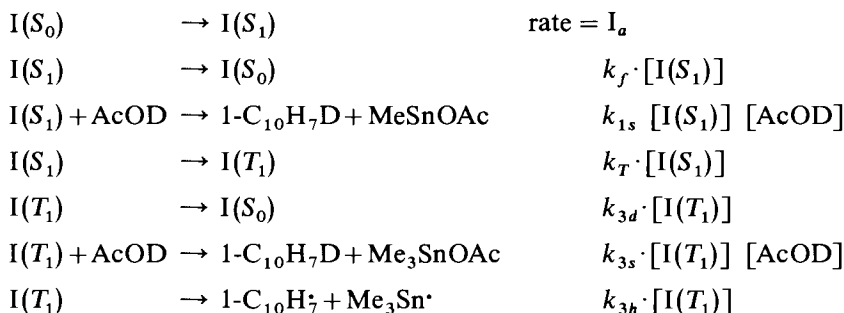 I(S₀) → I(S₁) rate = Iₐ
I(S₁) → I(S₀) k_f·[I(S₁)]
I(S₁) + AcOD → 1-C₁₀H₇D + MeSnOAc k₁ₛ [I(S₁)] [AcOD]
I(S₁) → I(T₁) k_T·[I(S₁)]
I(T₁) → I(S₀) k₃d·[I(T₁)]
I(T₁) + AcOD → 1-C₁₀H₇D + Me₃SnOAc k₃ₛ·[I(T₁)] [AcOD]
I(T₁) → 1-C₁₀H₇· + Me₃Sn· k₃ₕ·[I(T₁)]